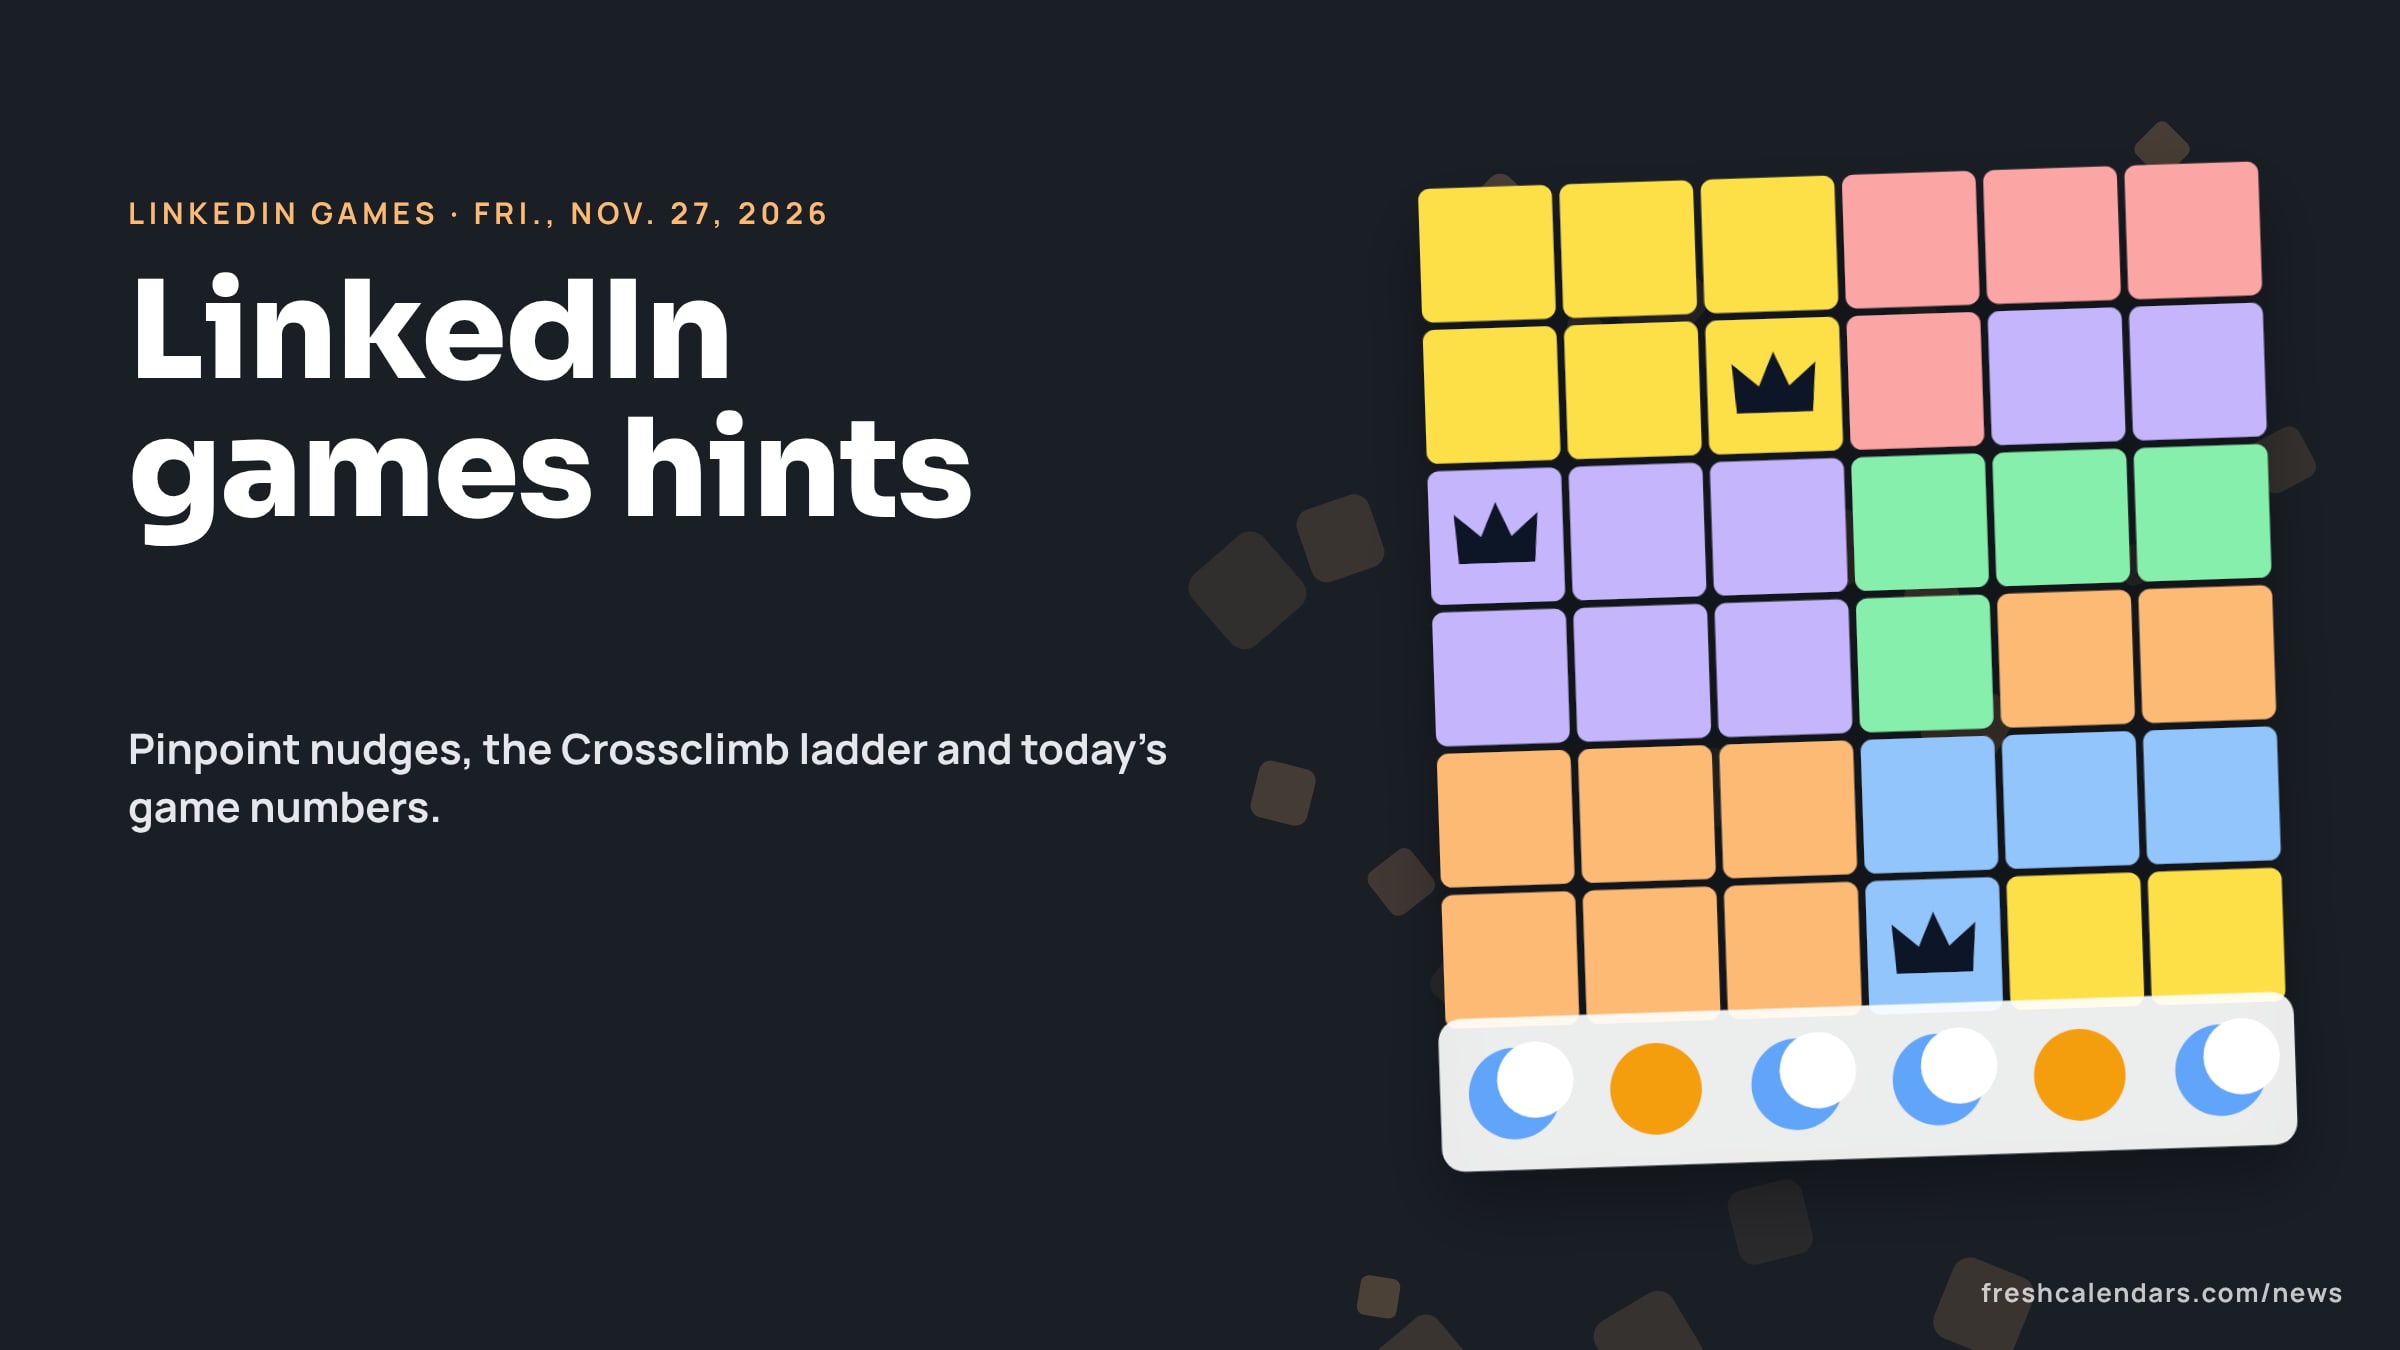 LINKEDIN GAMES · FRI., NOV. 27, 2026
LinkedIn
games hints
Pinpoint nudges, the Crossclimb ladder and today’s
game numbers.
freshcalendars.com/news